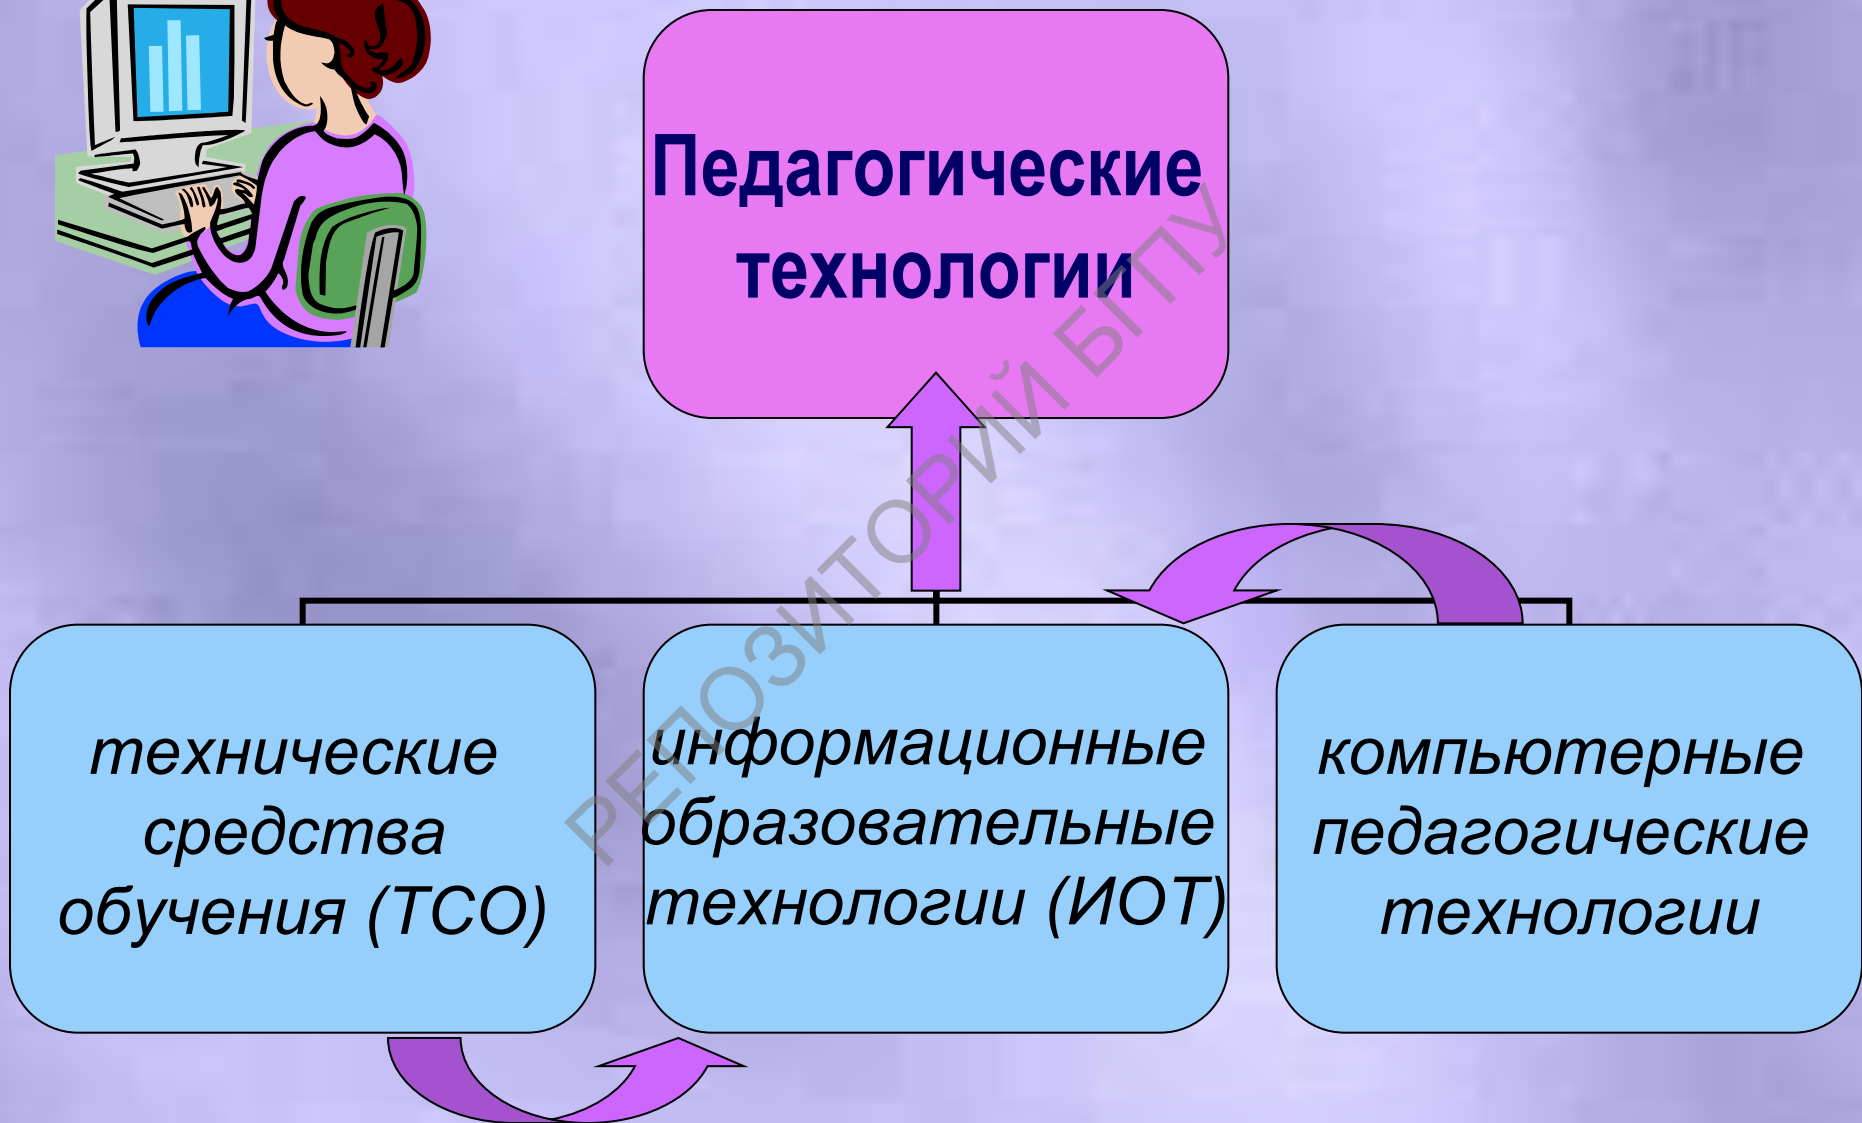 Педагогические
технологии
технические
средства
обучения (ТСО)
информационные
образовательные
технологии (ИОТ)
компьютерные
педагогические
технологии
РЕПОЗИТОРИЙ БГПУ